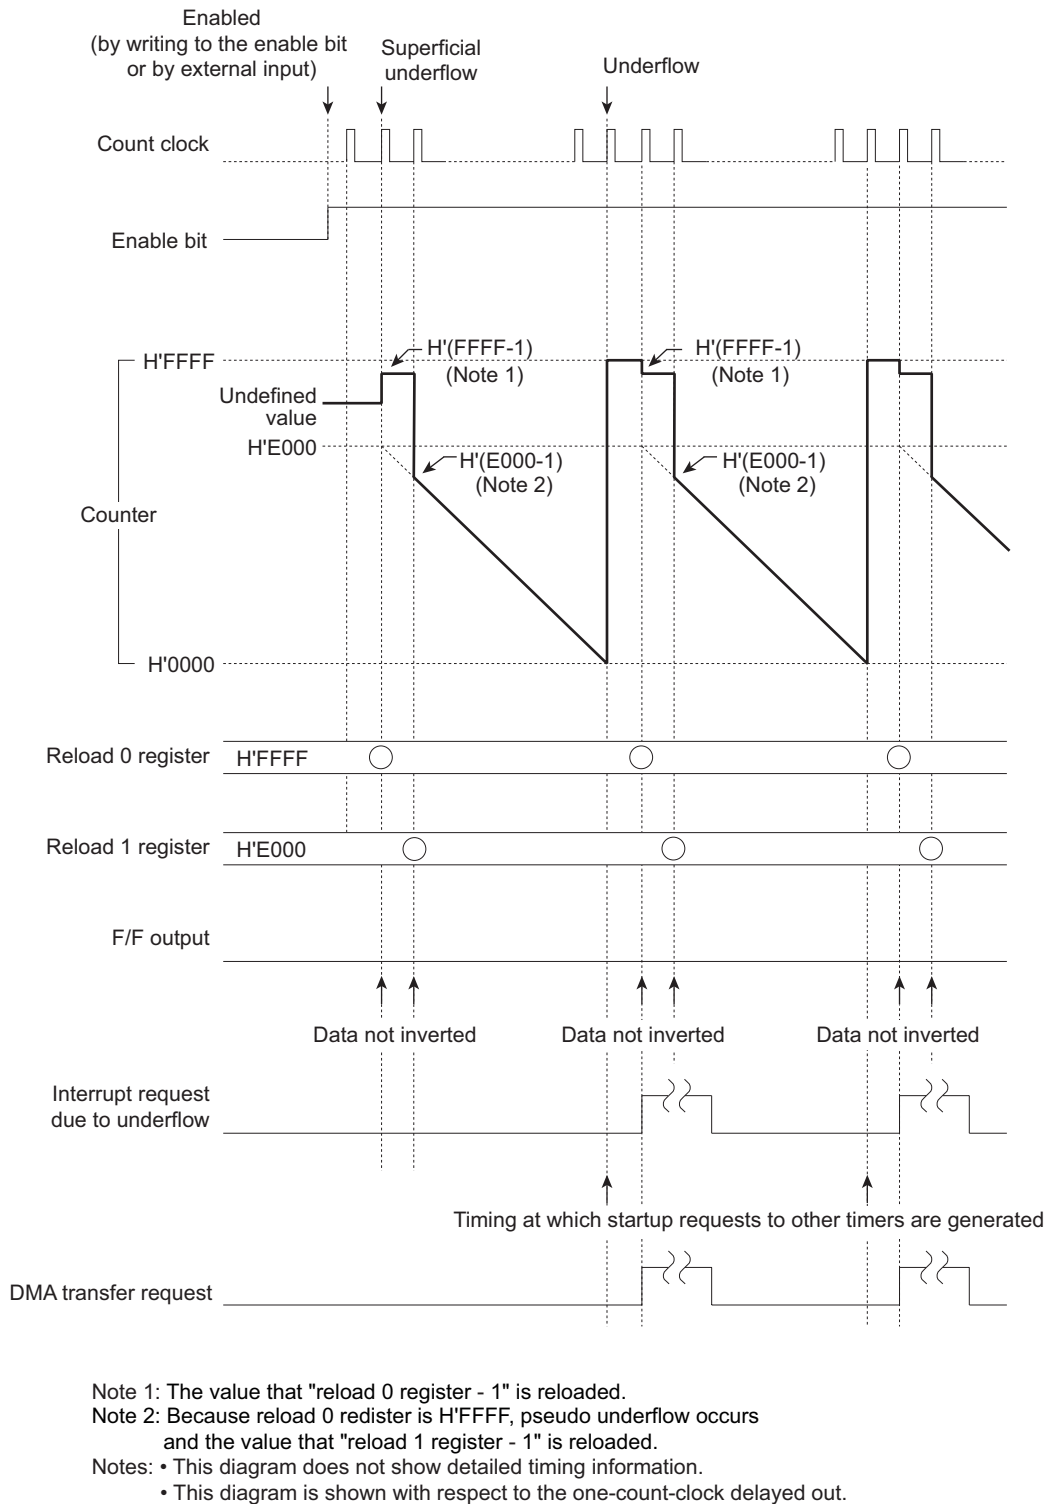 Enabled
(by writing to the enable bit
or by external input)
Superficial
underflow
Underflow
Count clock
Enable bit
H'FFFF
H'(FFFF-1)
(Note 1)
H'(FFFF-1)
(Note 1)
Undefined
value
H'E000
H'(E000-1)
(Note 2)
H'(E000-1)
(Note 2)
Counter
H'0000
Reload 0 register
H'FFFF
Reload 1 register
H'E000
F/F output
Data not inverted
Data not inverted
Data not inverted
Interrupt request
due to underflow
Timing at which startup requests to other timers are generated
DMA transfer request
Note 1: The value that "reload 0 register - 1" is reloaded.
Note 2: Because reload 0 redister is H'FFFF, pseudo underflow occurs
and the value that "reload 1 register - 1" is reloaded.
Notes: • This diagram does not show detailed timing information.
• This diagram is shown with respect to the one-count-clock delayed out.